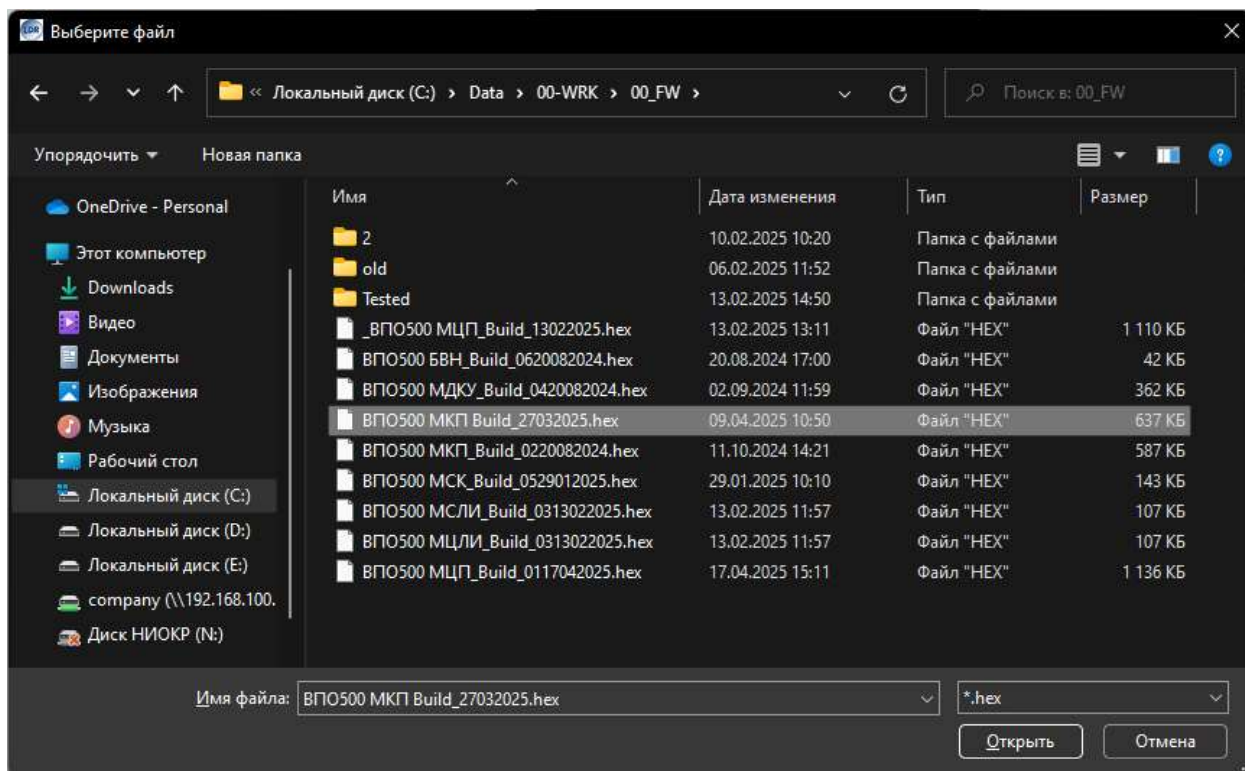 LDR Выберите файл
« Локальный диск (C:) > Data > 00-WRK > 00_FW > Поиск в: 00_FW
Упорядочить Новая папка ?
OneDrive - Personal
Этот компьютер
Downloads
Видео
Документы
Изображения
Музыка
Рабочий стол
Локальный диск (C:)
Локальный диск (D:)
Локальный диск (E:)
company (\\192.168.100.
Диск НИОКР (N:)
Имя Дата изменения Тип Размер
2 10.02.2025 10:20 Папка с файлами
old 06.02.2025 11:52 Папка с файлами
Tested 13.02.2025 14:50 Папка с файлами
_ВПО500 МЦП_Build_13022025.hex 13.02.2025 13:11 Файл "HEX" 1 110 КБ
ВПО500 БВН_Build_0620082024.hex 20.08.2024 17:00 Файл "HEX" 42 КБ
ВПО500 МДКУ_Build_0420082024.hex 02.09.2024 11:59 Файл "HEX" 362 КБ
ВПО500 МКП Build_27032025.hex 09.04.2025 10:50 Файл "HEX" 637 КБ
ВПО500 МКП_Build_0220082024.hex 11.10.2024 14:21 Файл "HEX" 587 КБ
ВПО500 МСК_Build_0529012025.hex 29.01.2025 10:10 Файл "HEX" 143 КБ
ВПО500 МСЛИ_Build_0313022025.hex 13.02.2025 11:57 Файл "HEX" 107 КБ
ВПО500 МЦЛИ_Build_0313022025.hex 13.02.2025 11:57 Файл "HEX" 107 КБ
ВПО500 МЦП_Build_0117042025.hex 17.04.2025 15:11 Файл "HEX" 1 136 КБ
Имя файла: ВПО500 МКП Build_27032025.hex *.hex
Открыть Отмена